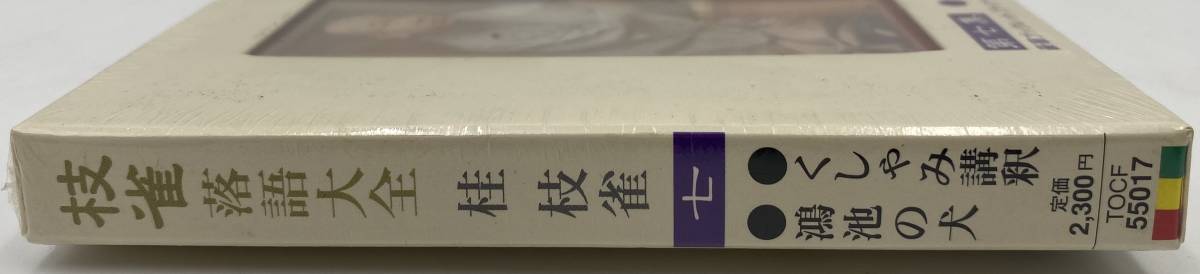 枝雀落語大全
桂 枝雀
七
●くしゃみ講釈
●鴻池の犬
定価
2,300円
TOCF
55017